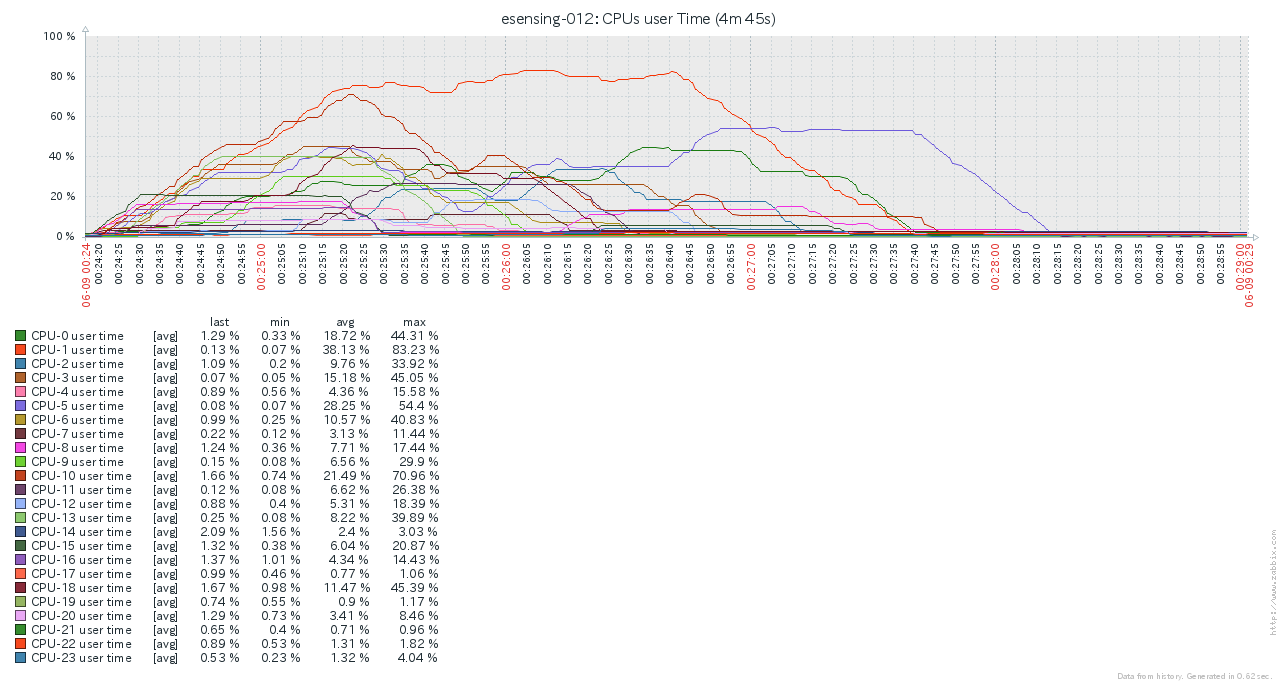 esensing-012: CPUs user Time (4m 45s)
100 %
80 %
60 %
40 %
20 %
0 %
06-09 00:24
00:24:20
00:24:25
00:24:30
00:24:35
00:24:40
00:24:45
00:24:50
00:24:55
00:25:00
00:25:05
00:25:10
00:25:15
00:25:20
00:25:25
00:25:30
00:25:35
00:25:40
00:25:45
00:25:50
00:25:55
00:26:00
00:26:05
00:26:10
00:26:15
00:26:20
00:26:25
00:26:30
00:26:35
00:26:40
00:26:45
00:26:50
00:26:55
00:27:00
00:27:05
00:27:10
00:27:15
00:27:20
00:27:25
00:27:30
00:27:35
00:27:40
00:27:45
00:27:50
00:27:55
00:28:00
00:28:05
00:28:10
00:28:15
00:28:20
00:28:25
00:28:30
00:28:35
00:28:40
00:28:45
00:28:50
00:28:55
00:29:00
06-09 00:29
last min avg max
CPU-0 user time [avg] 1.29 % 0.33 % 18.72 % 44.31 %
CPU-1 user time [avg] 0.13 % 0.07 % 38.13 % 83.23 %
CPU-2 user time [avg] 1.09 % 0.2 % 9.76 % 33.92 %
CPU-3 user time [avg] 0.07 % 0.05 % 15.18 % 45.05 %
CPU-4 user time [avg] 0.89 % 0.56 % 4.36 % 15.58 %
CPU-5 user time [avg] 0.08 % 0.07 % 28.25 % 54.4 %
CPU-6 user time [avg] 0.99 % 0.25 % 10.57 % 40.83 %
CPU-7 user time [avg] 0.22 % 0.12 % 3.13 % 11.44 %
CPU-8 user time [avg] 1.24 % 0.36 % 7.71 % 17.44 %
CPU-9 user time [avg] 0.15 % 0.08 % 6.56 % 29.9 %
CPU-10 user time [avg] 1.66 % 0.74 % 21.49 % 70.96 %
CPU-11 user time [avg] 0.12 % 0.08 % 6.62 % 26.38 %
CPU-12 user time [avg] 0.88 % 0.4 % 5.31 % 18.39 %
CPU-13 user time [avg] 0.25 % 0.08 % 8.22 % 39.89 %
CPU-14 user time [avg] 2.09 % 1.56 % 2.4 % 3.03 %
CPU-15 user time [avg] 1.32 % 0.38 % 6.04 % 20.87 %
CPU-16 user time [avg] 1.37 % 1.01 % 4.34 % 14.43 %
CPU-17 user time [avg] 0.99 % 0.46 % 0.77 % 1.06 %
CPU-18 user time [avg] 1.67 % 0.98 % 11.47 % 45.39 %
CPU-19 user time [avg] 0.74 % 0.55 % 0.9 % 1.17 %
CPU-20 user time [avg] 1.29 % 0.73 % 3.41 % 8.46 %
CPU-21 user time [avg] 0.65 % 0.4 % 0.71 % 0.96 %
CPU-22 user time [avg] 0.89 % 0.53 % 1.31 % 1.82 %
CPU-23 user time [avg] 0.53 % 0.23 % 1.32 % 4.04 %
http://www.zabbix.com
Data from history. Generated in 0.62 sec.